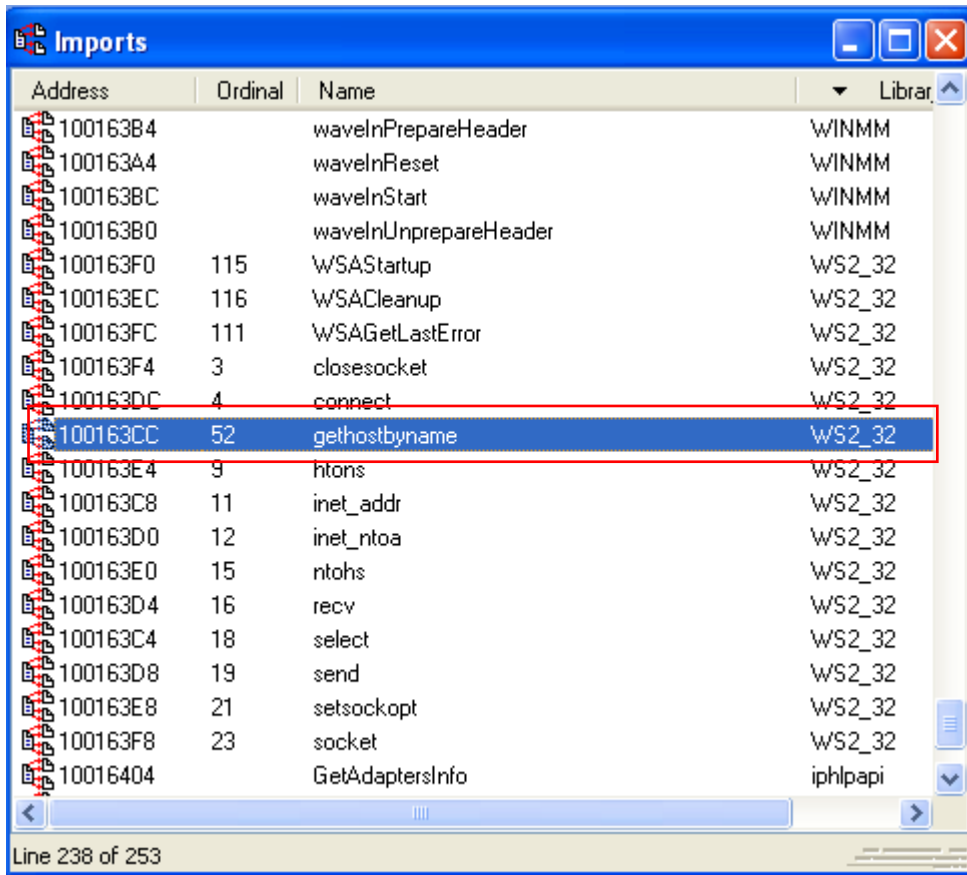 Imports
Address Ordinal Name Librar
100163B4 waveInPrepareHeader WINMM
100163A4 waveInReset WINMM
100163BC waveInStart WINMM
100163B0 waveInUnprepareHeader WINMM
100163F0 115 WSAStartup WS2_32
100163EC 116 WSACleanup WS2_32
100163FC 111 WSAGetLastError WS2_32
100163F4 3 closesocket WS2_32
100163DC 4 connect WS2_32
100163CC 52 gethostbyname WS2_32
100163E4 9 htons WS2_32
100163C8 11 inet_addr WS2_32
100163D0 12 inet_ntoa WS2_32
100163E0 15 ntohs WS2_32
100163D4 16 recv WS2_32
100163C4 18 select WS2_32
100163D8 19 send WS2_32
100163E8 21 setsockopt WS2_32
100163F8 23 socket WS2_32
10016404 GetAdaptersInfo iphlpapi
Line 238 of 253